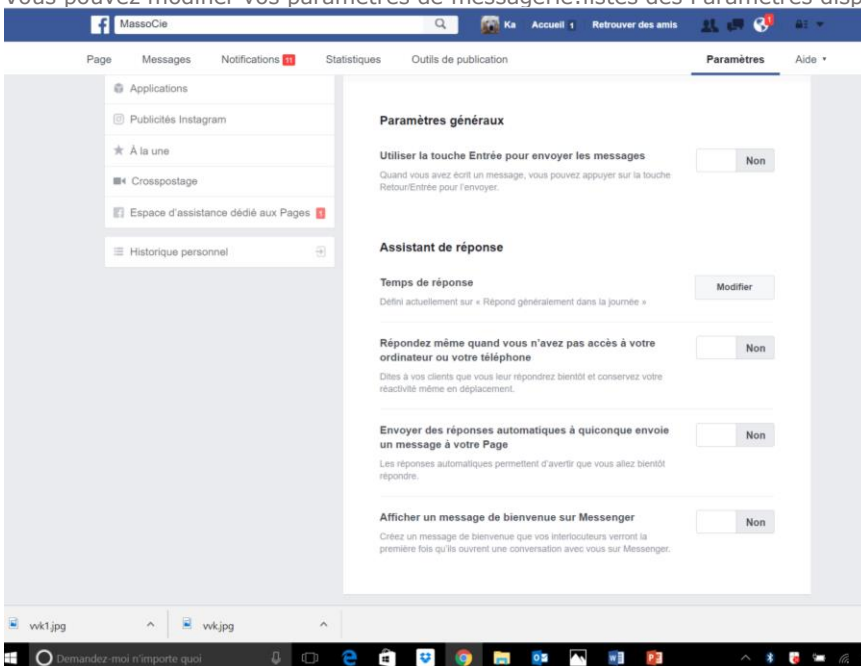 Vous pouvez modifier vos paramètres de messagerie.listes des Paramètres disp
MassoCie
Ka Accueil 1 Retrouver des amis
Page Messages Notifications 11 Statistiques Outils de publication Paramètres Aide
Applications
Publicités Instagram
À la une
Crosspostage
Espace d'assistance dédié aux Pages 1
Historique personnel
Paramètres généraux
Utiliser la touche Entrée pour envoyer les messages
Non
Quand vous avez écrit un message, vous pouvez appuyer sur la touche
Retour/Entrée pour l'envoyer.
Assistant de réponse
Temps de réponse
Modifier
Défini actuellement sur « Répond généralement dans la journée »
Répondez même quand vous n'avez pas accès à votre
ordinateur ou votre téléphone
Non
Dites à vos clients que vous leur répondrez bientôt et conservez votre
réactivité même en déplacement.
Envoyer des réponses automatiques à quiconque envoie
un message à votre Page
Non
Les réponses automatiques permettent d'avertir que vous allez bientôt
répondre.
Afficher un message de bienvenue sur Messenger
Non
Créez un message de bienvenue que vos interlocuteurs verront la
première fois qu'ils ouvrent une conversation avec vous sur Messenger.
vvk1.jpg vvk.jpg
Demandez-moi n'importe quoi